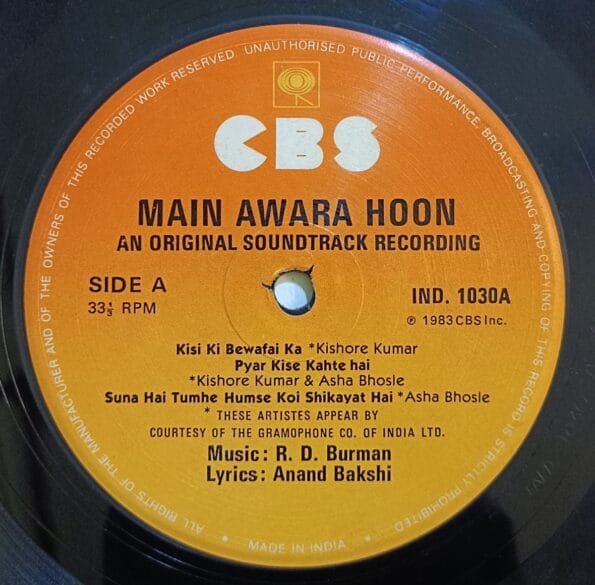 CBS
MAIN AWARA HOON
AN ORIGINAL SOUNDTRACK RECORDING
SIDE A
33⅓ RPM
IND. 1030A
℗ 1983 CBS Inc.
Kisi Ki Bewafai Ka *Kishore Kumar
Pyar Kise Kahte hai
*Kishore Kumar & Asha Bhosle
Suna Hai Tumhe Humse Koi Shikayat Hai *Asha Bhosle
* THESE ARTISTES APPEAR BY
COURTESY OF THE GRAMOPHONE CO. OF INDIA LTD.
Music: R. D. Burman
Lyrics: Anand Bakshi
ALL RIGHTS OF THE MANUFACTURER AND OF THE OWNERS OF THIS RECORDED WORK RESERVED. UNAUTHORISED PUBLIC PERFORMANCE, BROADCASTING AND COPYING OF THIS RECORD IS STRICTLY PROHIBITED
• MADE IN INDIA •